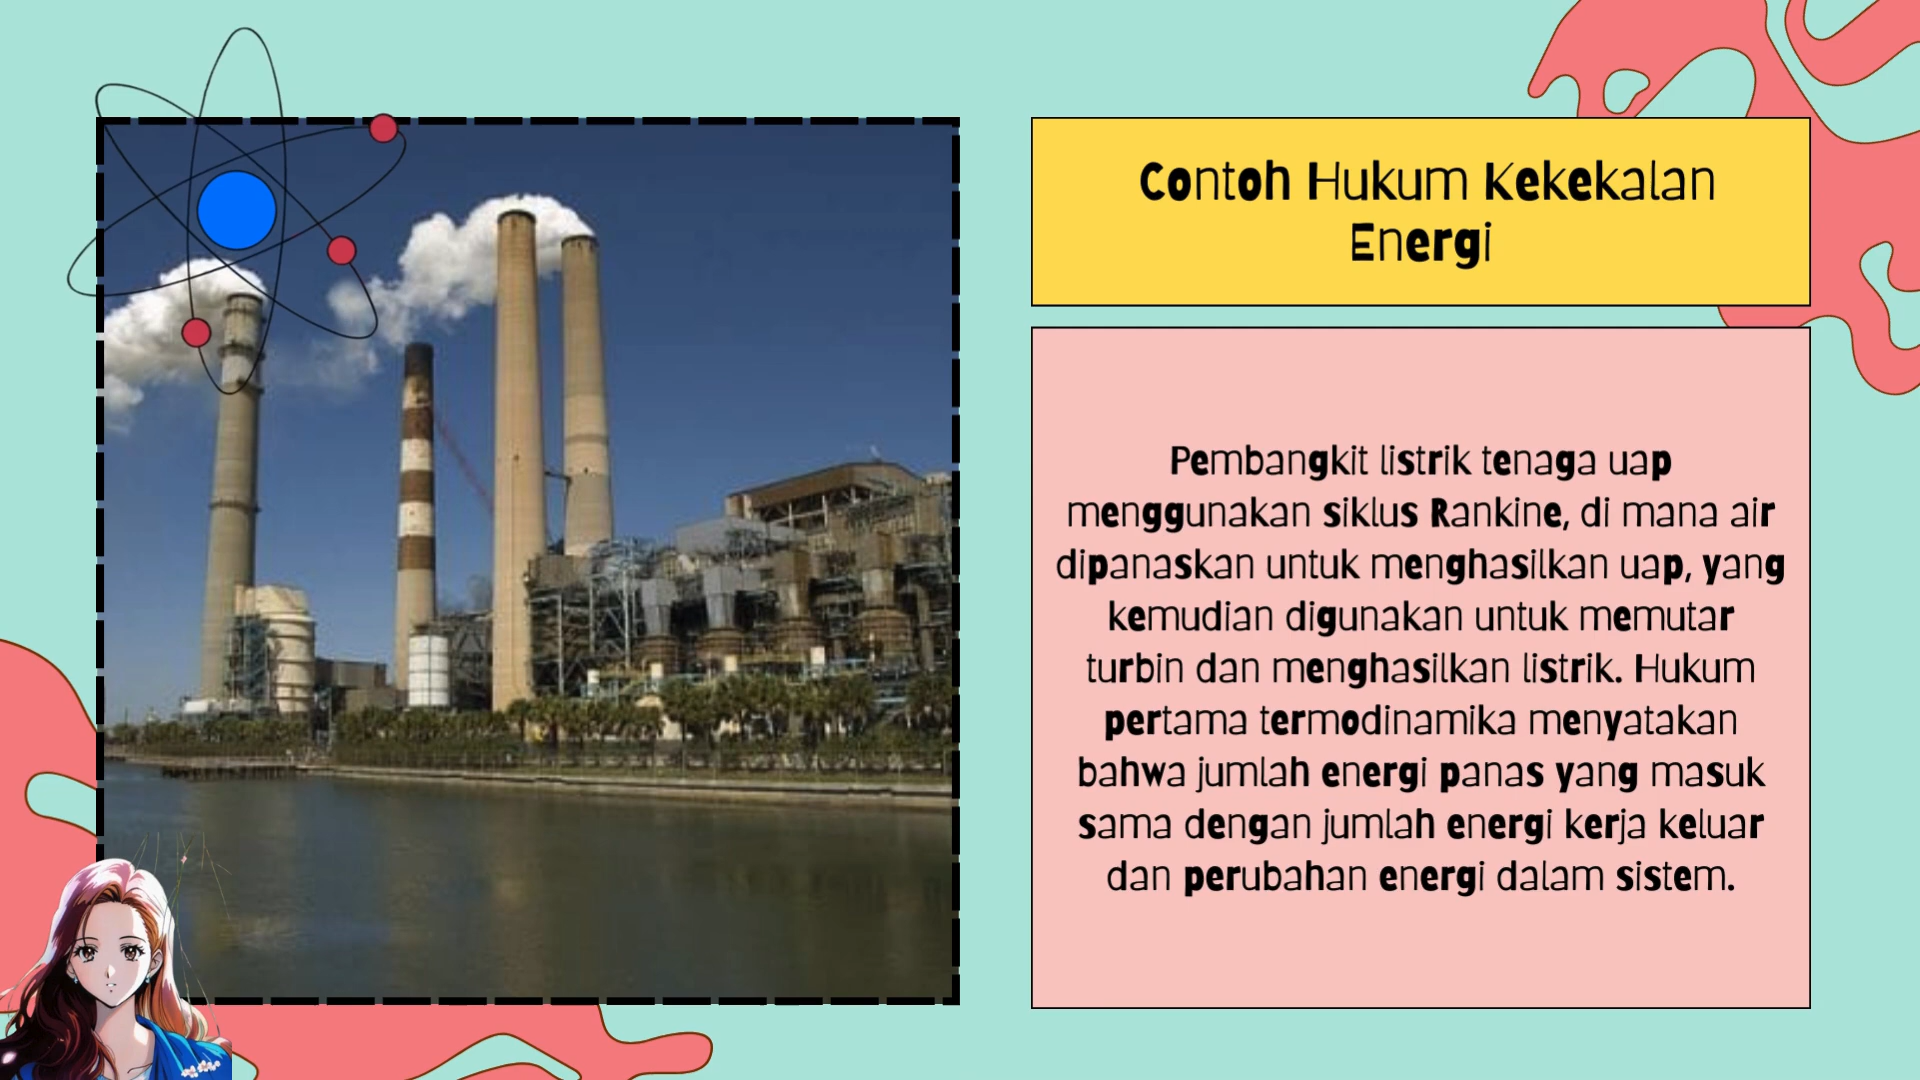 Contoh Hukum Kekekalan
Energi
Pembangkit listrik tenaga uap
menggunakan siklus Rankine, di mana air
dipanaskan untuk menghasilkan uap, yang
kemudian digunakan untuk memutar
turbin dan menghasilkan listrik. Hukum
pertama termodinamika menyatakan
bahwa jumlah energi panas yang masuk
sama dengan jumlah energi kerja keluar
dan perubahan energi dalam sistem.